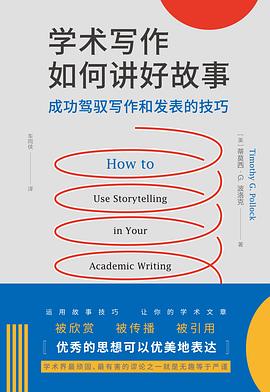 学术写作
如何讲好故事
成功驾驭写作和发表的技巧
[美] 蒂莫西·G. 波洛克 著
Timothy G. Pollock
车同侠 译
How to
Use Storytelling
in Your
Academic Writing
运用故事技巧 让你的学术文章
被欣赏 被传播 被引用
优秀的思想可以优美地表达
学术界最顽固、最有害的谬论之一就是无趣等于严谨